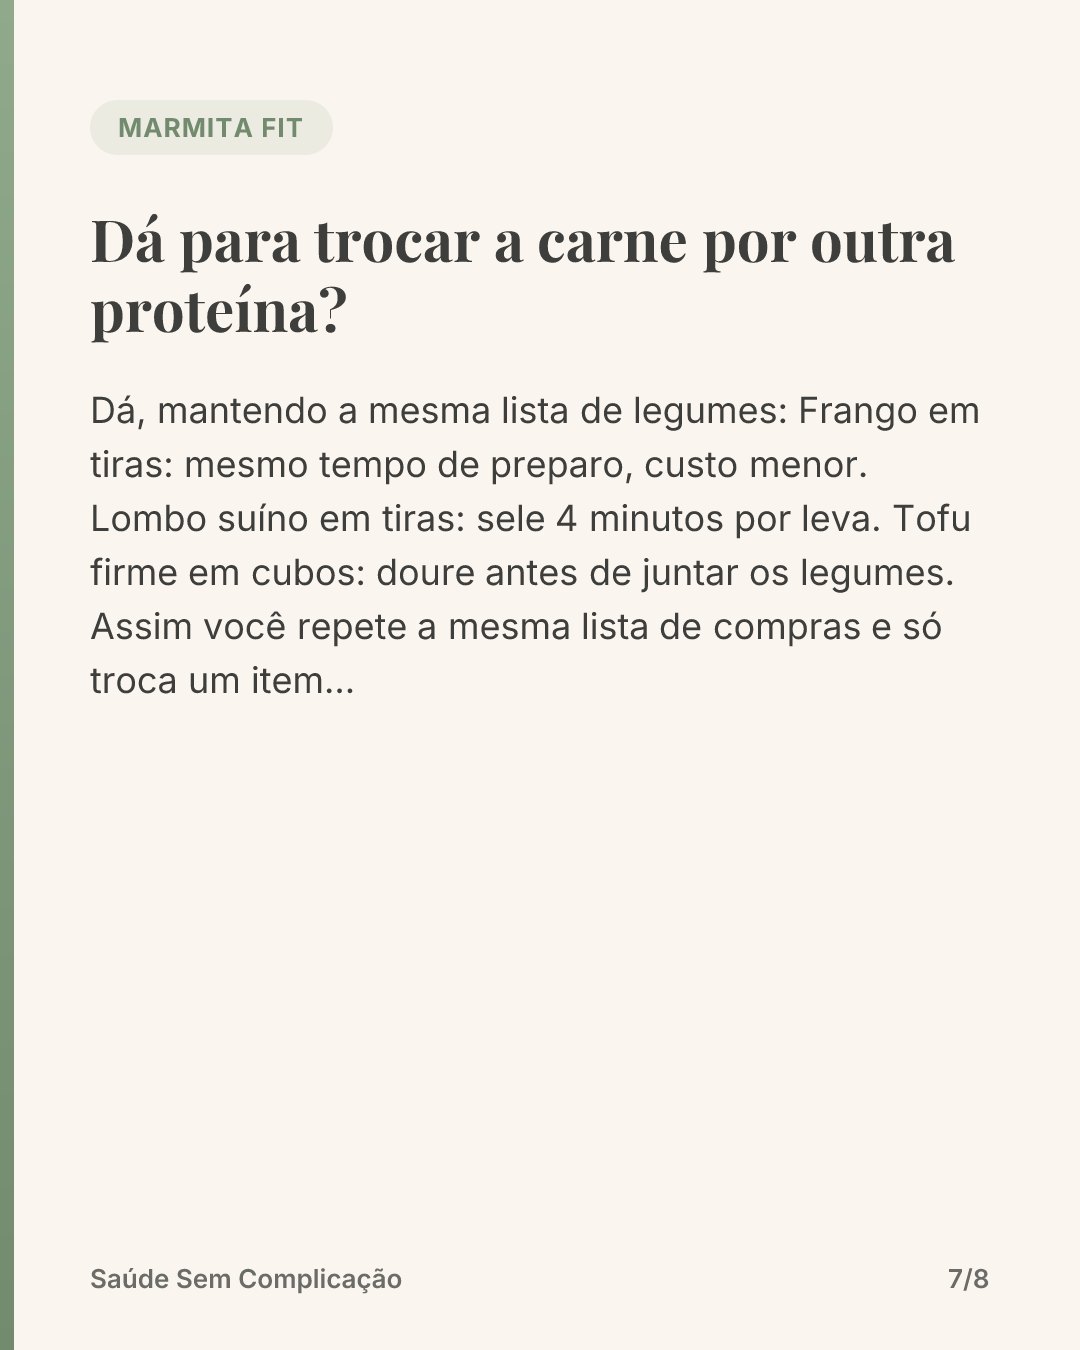 MARMITA FIT
Dá para trocar a carne por outra
proteína?
Dá, mantendo a mesma lista de legumes: Frango em
tiras: mesmo tempo de preparo, custo menor.
Lombo suíno em tiras: sele 4 minutos por leva. Tofu
firme em cubos: doure antes de juntar os legumes.
Assim você repete a mesma lista de compras e só
troca um item...
Saúde Sem Complicação
7/8